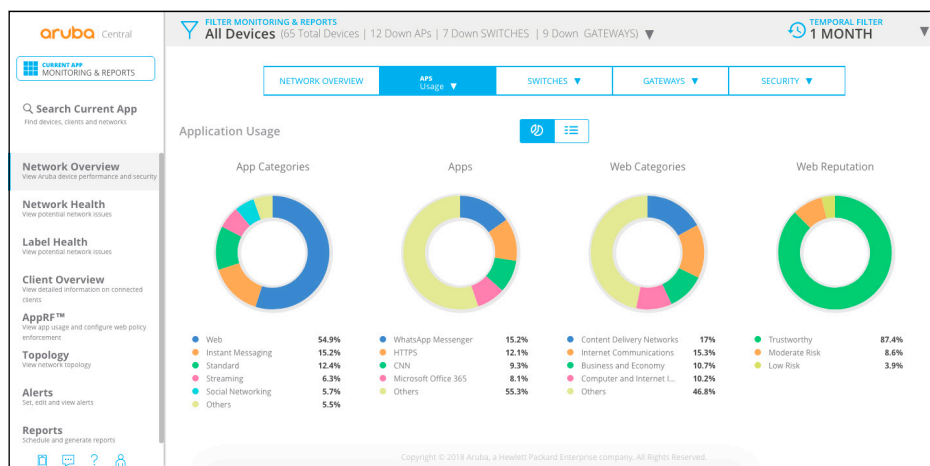 aruba Central
CURRENT APP
MONITORING & REPORTS
Search Current App
Find devices, clients and networks
Network Overview
View Aruba device performance and security
Network Health
View potential network issues
Label Health
View potential network issues
Client Overview
View detailed information on connected
clients
AppRF™
View app usage and configure web policy
enforcement
Topology
View network topology
Alerts
Set, edit and view alerts
Reports
Schedule and generate reports
FILTER MONITORING & REPORTS
All Devices (65 Total Devices | 12 Down APs | 7 Down SWITCHES | 9 Down GATEWAYS) ▼
TEMPORAL FILTER
1 MONTH ▼
NETWORK OVERVIEW
APS
Usage ▼
SWITCHES ▼
GATEWAYS ▼
SECURITY ▼
Application Usage
App Categories
Web 54.9%
Instant Messaging 15.2%
Standard 12.4%
Streaming 6.3%
Social Networking 5.7%
Others 5.5%
Apps
WhatsApp Messenger 15.2%
HTTPS 12.1%
CNN 9.3%
Microsoft Office 365 8.1%
Others 55.3%
Web Categories
Content Delivery Networks 17%
Internet Communications 15.3%
Business and Economy 10.7%
Computer and Internet I... 10.2%
Others 46.8%
Web Reputation
Trustworthy 87.4%
Moderate Risk 8.6%
Low Risk 3.9%
Copyright © 2018 Aruba, a Hewlett Packard Enterprise company. All Rights Reserved.